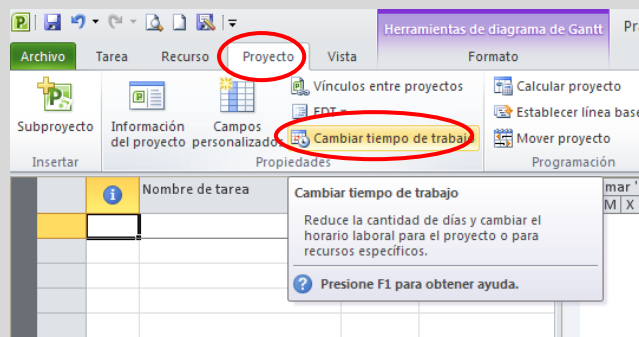 Herramientas de diagrama de Gantt
Archivo Tarea Recurso Proyecto Vista Formato
Subproyecto
Insertar
Información del proyecto
Campos personalizados
Vínculos entre proyectos
EDT
Cambiar tiempo de trabajo
Propiedades
Calcular proyecto
Establecer línea base
Mover proyecto
Programación
Nombre de tarea
mar '
M X
Cambiar tiempo de trabajo
Reduce la cantidad de días y cambiar el
horario laboral para el proyecto o para
recursos específicos.
Presione F1 para obtener ayuda.